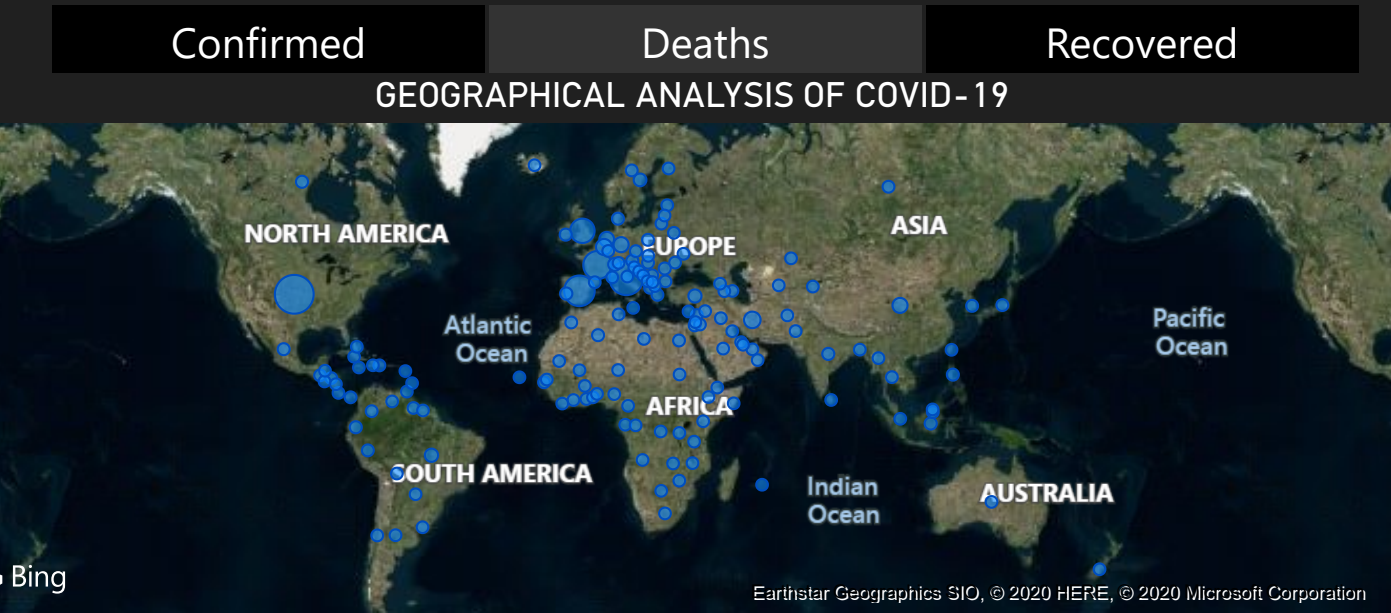 Confirmed
Deaths
Recovered
GEOGRAPHICAL ANALYSIS OF COVID-19
NORTH AMERICA
EUROPE
ASIA
Atlantic
Ocean
Pacific
Ocean
AFRICA
SOUTH AMERICA
Indian
Ocean
AUSTRALIA
Bing
Earthstar Geographics SIO, © 2020 HERE, © 2020 Microsoft Corporation